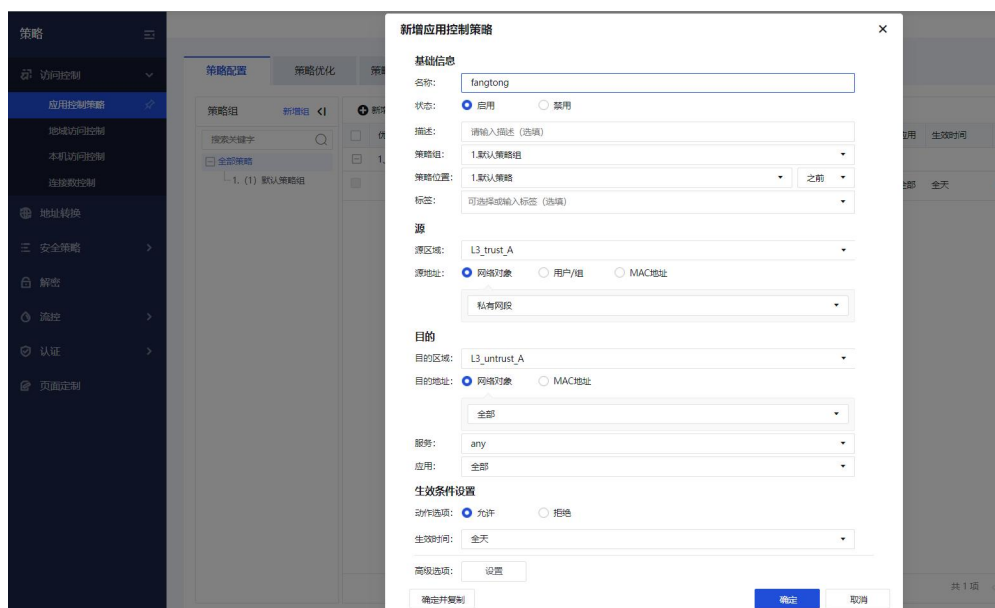 策略
访问控制
应用控制策略
地域访问控制
本机访问控制
连接数控制
地址转换
安全策略
解密
流控
认证
页面定制
策略配置
策略优化
策略组
新增组
搜索关键字
全部策略
1. (1) 默认策略组
新增应用控制策略
基础信息
名称: fangtong
状态: 启用 禁用
描述: 请输入描述（选填）
策略组: 1.默认策略组
策略位置: 1.默认策略 之前
标签: 可选择或输入标签（选填）
源
源区域: L3_trust_A
源地址: 网络对象 用户/组 MAC地址
私有网段
目的
目的区域: L3_untrust_A
目的地址: 网络对象 MAC地址
全部
服务: any
应用: 全部
生效条件设置
动作选项: 允许 拒绝
生效时间: 全天
高级选项: 设置
确定并复制 确定 取消
生效时间
全天
共 1 项